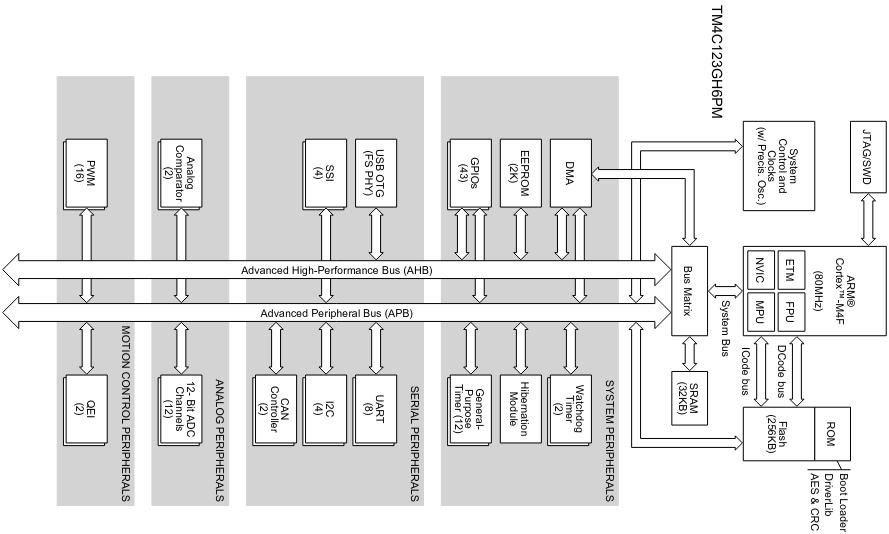 TM4C123GH6PM
JTAG/SWD
ARM®
Cortex™-M4F
(80MHz)
ETM
FPU
NVIC
MPU
DCode bus
ICode bus
ROM
Flash
(256KB)
Boot Loader
DriverLib
AES & CRC
System
Control and
Clocks
(w/ Precis. Osc.)
System Bus
Bus Matrix
SRAM
(32KB)
SYSTEM PERIPHERALS
DMA
Watchdog
Timer
(2)
EEPROM
(2K)
Hibernation
Module
GPIOs
(43)
General-
Purpose
Timer (12)
SERIAL PERIPHERALS
USB OTG
(FS PHY)
UART
(8)
SSI
(4)
I2C
(4)
CAN
Controller
(2)
Advanced High-Performance Bus (AHB)
Advanced Peripheral Bus (APB)
ANALOG PERIPHERALS
Analog
Comparator
(2)
12- Bit ADC
Channels
(12)
MOTION CONTROL PERIPHERALS
PWM
(16)
QEI
(2)